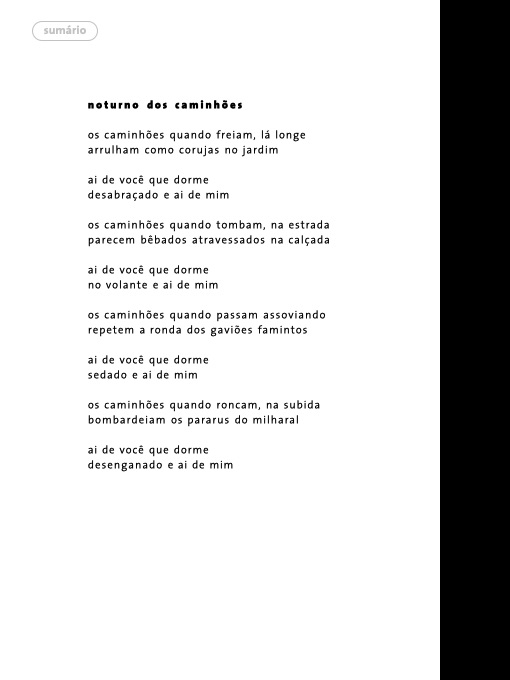 sumário
noturno dos caminhões
os caminhões quando freiam, lá longe
arrulham como corujas no jardim
ai de você que dorme
desabraçado e ai de mim
os caminhões quando tombam, na estrada
parecem bêbados atravessados na calçada
ai de você que dorme
no volante e ai de mim
os caminhões quando passam assoviando
repetem a ronda dos gaviões famintos
ai de você que dorme
sedado e ai de mim
os caminhões quando roncam, na subida
bombardeiam os pararus do milharal
ai de você que dorme
desenganado e ai de mim